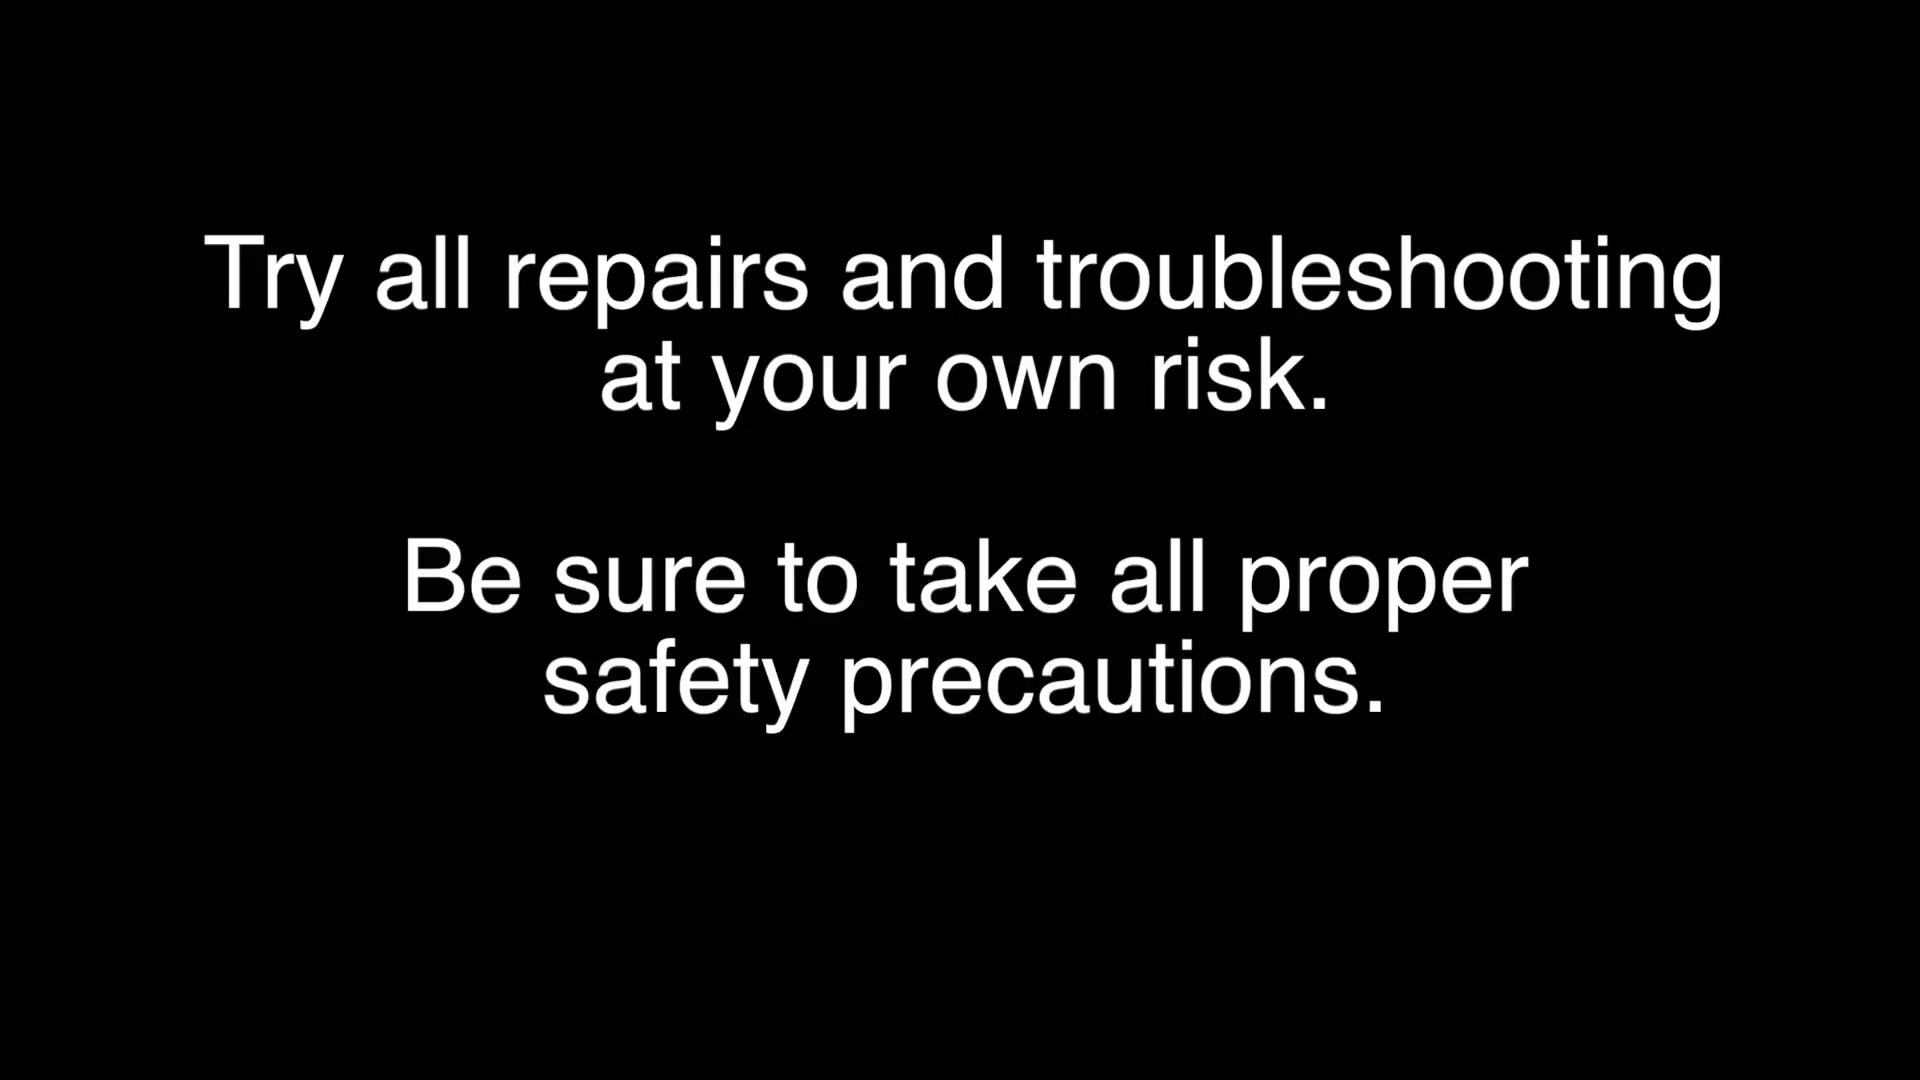 Try all repairs and troubleshooting
at your own risk.
Be sure to take all proper
safety precautions.